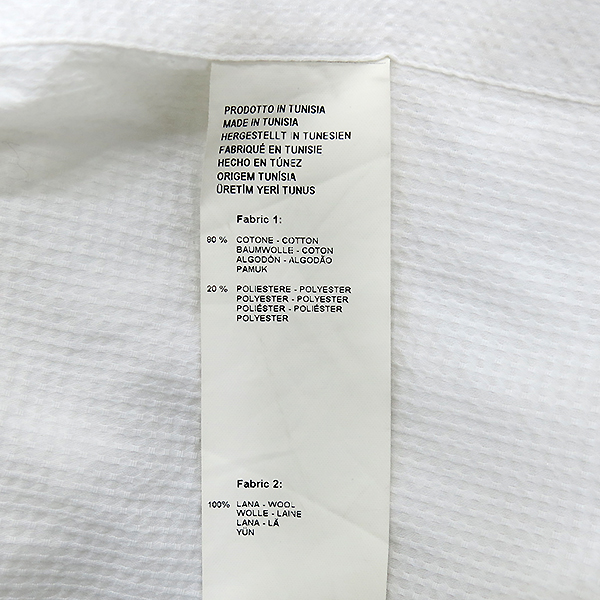 PRODOTTO IN TUNISIA
MADE IN TUNISIA
HERGESTELLT IN TUNESIEN
FABRIQUÉ EN TUNISIE
HECHO EN TÚNEZ
ORIGEM TUNÍSIA
ÜRETİM YERİ TUNUS
Fabric 1:
80 % COTONE - COTTON
BAUMWOLLE - COTON
ALGODÓN - ALGODÃO
PAMUK
20 % POLIESTERE - POLYESTER
POLYESTER - POLYESTER
POLIÉSTER - POLIÉSTER
POLYESTER
Fabric 2:
100% LANA - WOOL
WOLLE - LAINE
LANA - LÃ
YÜN